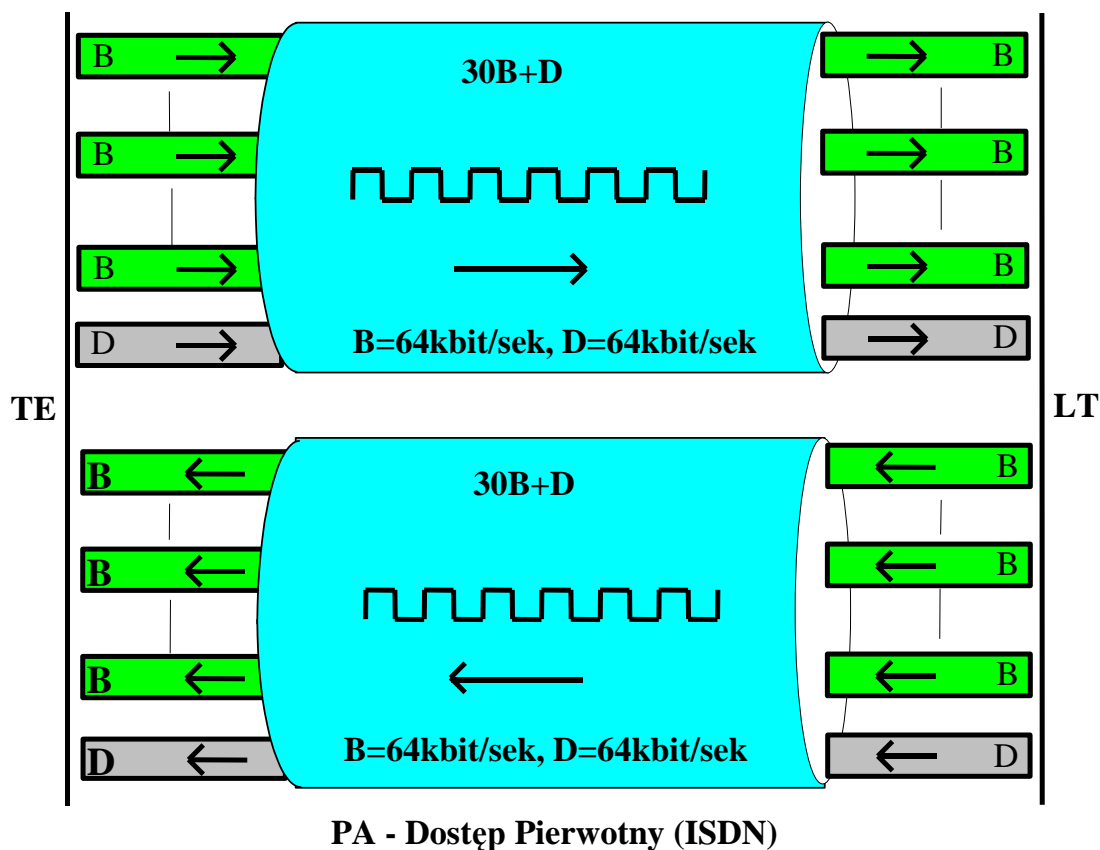 B
30B+D
B
B
B
B
B
B=64kbit/sek, D=64kbit/sek
B
D
D
TE
LT
B
30B+D
B
B
B
B
B
B=64kbit/sek, D=64kbit/sek
D
D
PA - Dostęp Pierwotny (ISDN)